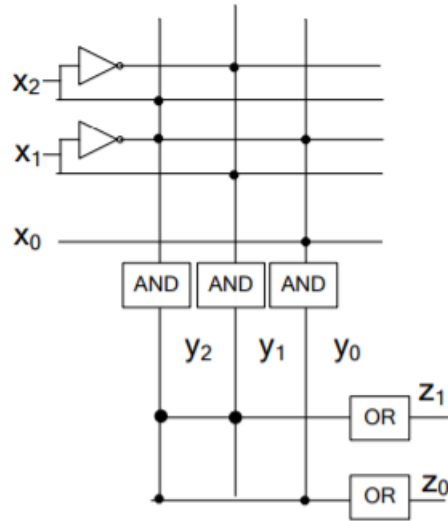 x₂
x₁
x₀
AND AND AND
y₂ y₁ y₀
z₁
OR
z₀
OR